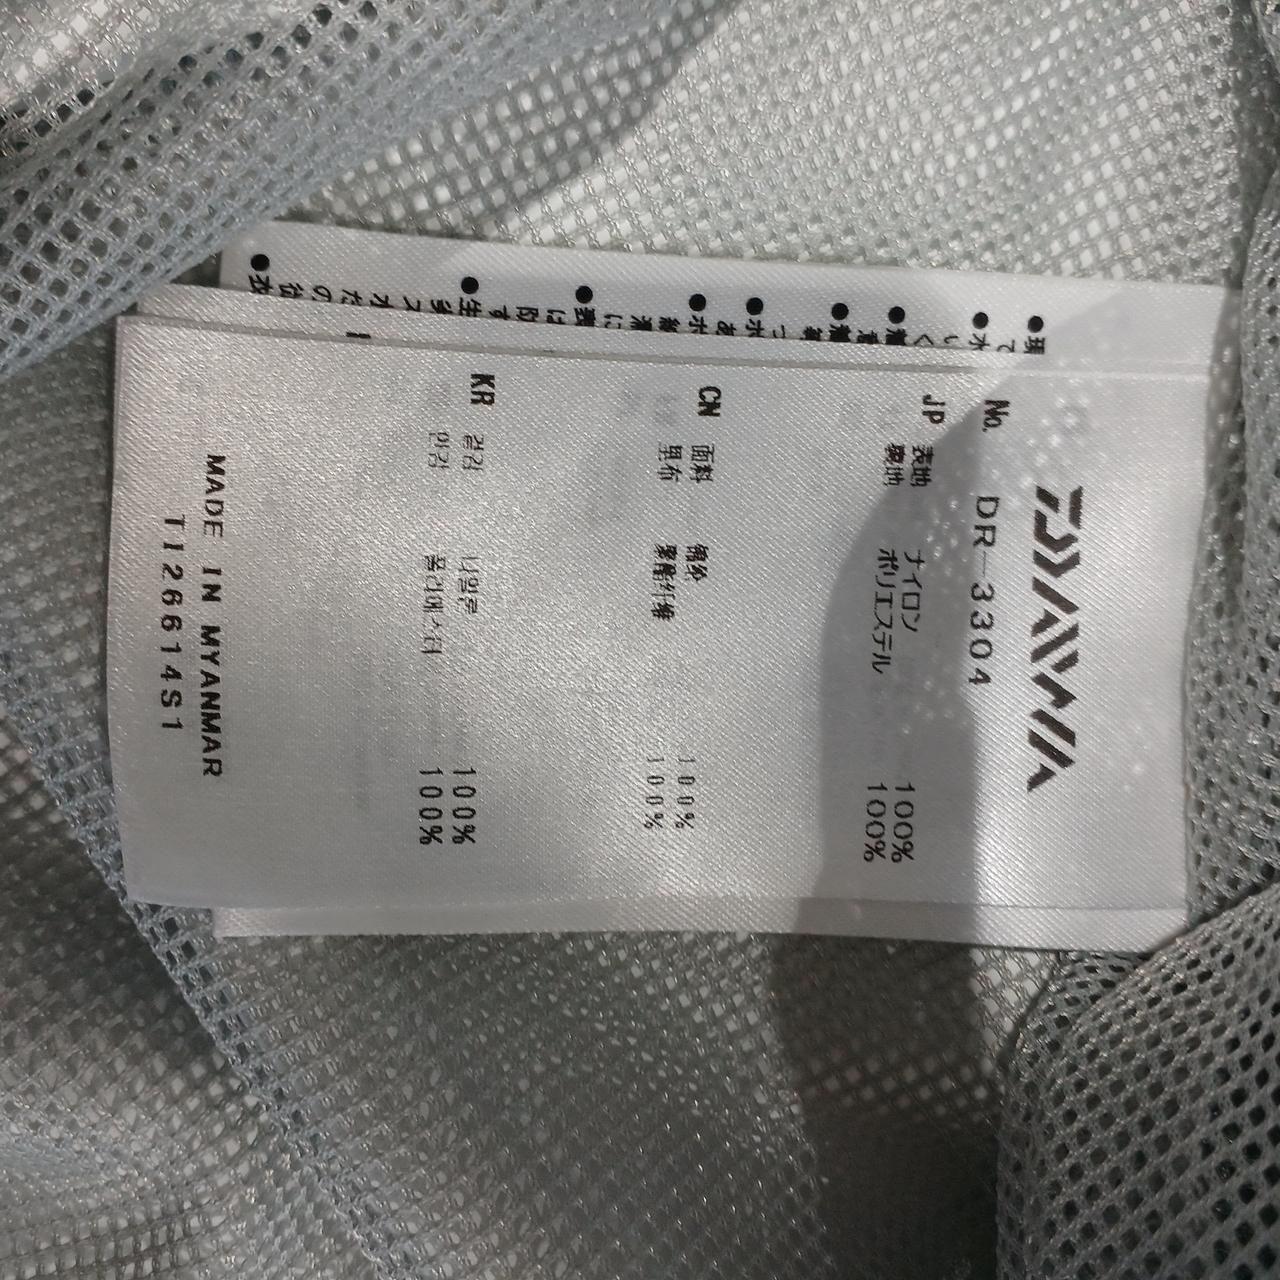 DAIWA
No. DR-3304
JP 表地 ナイロン 100%
裏地 ポリエステル 100%
CN 面料 锦纶 100%
里布 聚酯纤维 100%
KR 겉감 나일론 100%
안감 폴리에스터 100%
MADE IN MYANMAR
TI26614S1